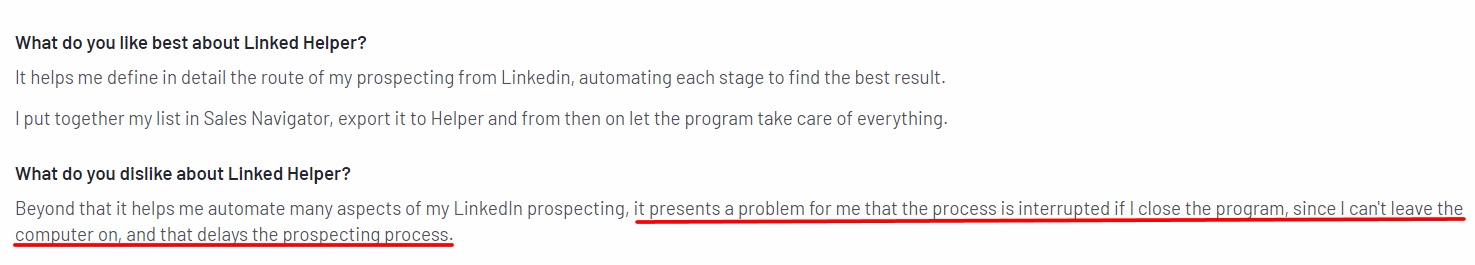 What do you like best about Linked Helper?
It helps me define in detail the route of my prospecting from Linkedin, automating each stage to find the best result.
I put together my list in Sales Navigator, export it to Helper and from then on let the program take care of everything.
What do you dislike about Linked Helper?
Beyond that it helps me automate many aspects of my LinkedIn prospecting, it presents a problem for me that the process is interrupted if I close the program, since I can't leave the
computer on, and that delays the prospecting process.